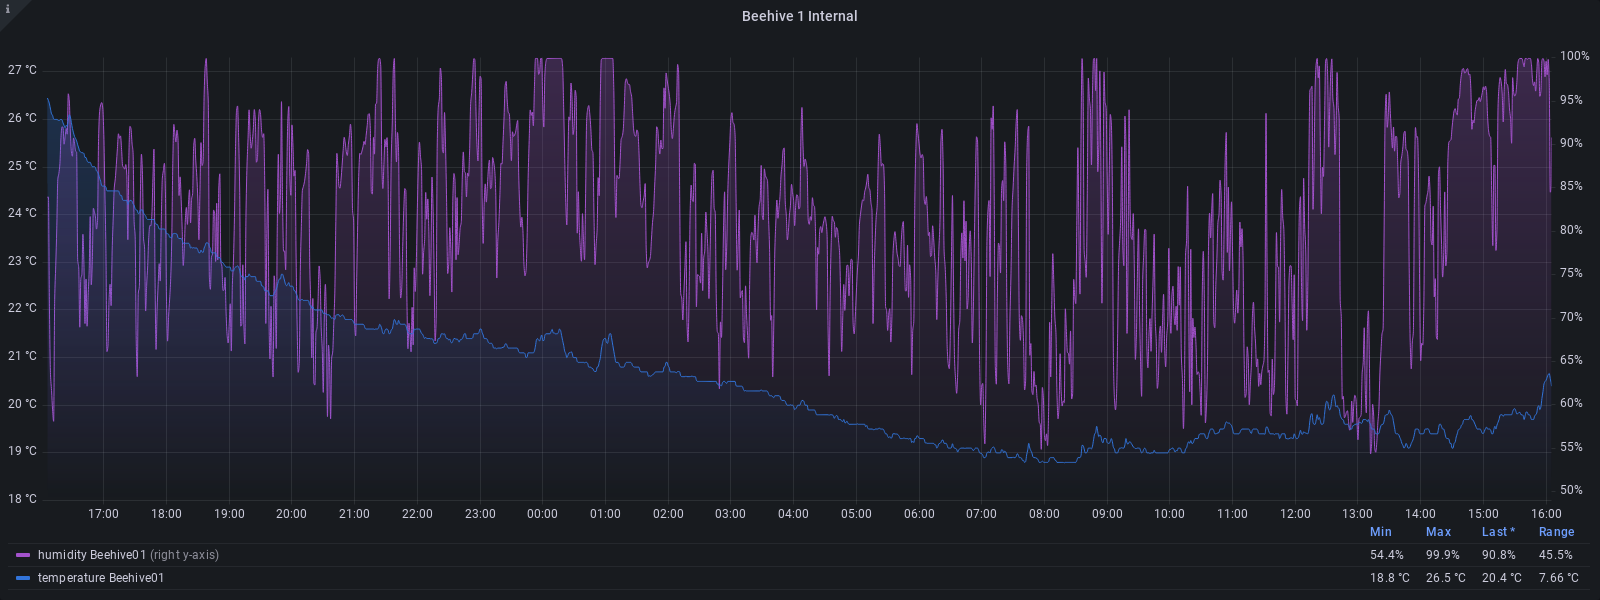 i
Beehive 1 Internal
27 °C
26 °C
25 °C
24 °C
23 °C
22 °C
21 °C
20 °C
19 °C
18 °C
100%
95%
90%
85%
80%
75%
70%
65%
60%
55%
50%
17:00 18:00 19:00 20:00 21:00 22:00 23:00 00:00 01:00 02:00 03:00 04:00 05:00 06:00 07:00 08:00 09:00 10:00 11:00 12:00 13:00 14:00 15:00 16:00
Min Max Last * Range
humidity Beehive01 (right y-axis) 54.4% 99.9% 90.8% 45.5%
temperature Beehive01 18.8 °C 26.5 °C 20.4 °C 7.66 °C